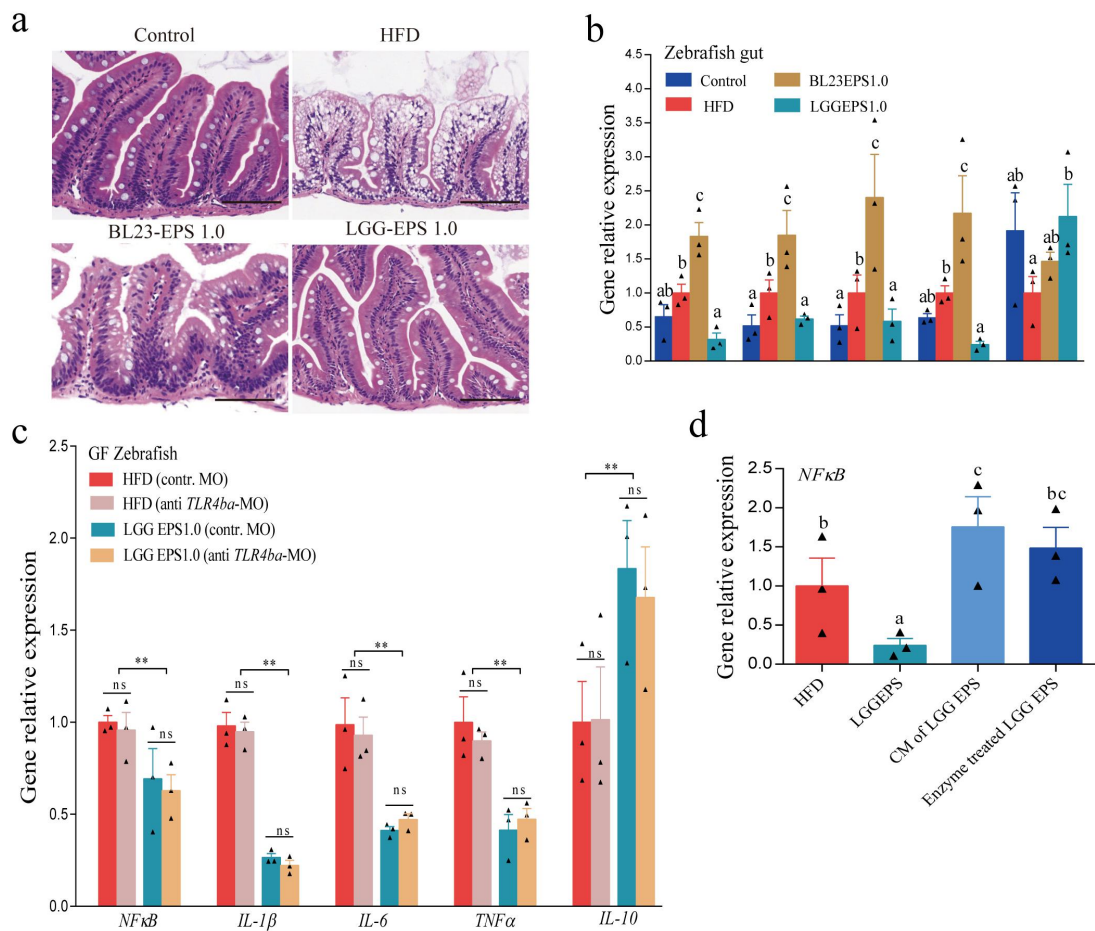 a
Control
HFD
BL23-EPS 1.0
LGG-EPS 1.0
b
Zebrafish gut
Control
BL23EPS1.0
HFD
LGGEPS1.0
Gene relative expression
5.0
4.5
4.0
3.5
3.0
2.5
2.0
1.5
1.0
0.5
0.0
ab b c a
a b c a
a b c a
ab b c a
ab a ab b
c
GF Zebrafish
HFD (contr. MO)
HFD (anti TLR4ba-MO)
LGG EPS1.0 (contr. MO)
LGG EPS1.0 (anti TLR4ba-MO)
Gene relative expression
2.5
2.0
1.5
1.0
0.5
0.0
** ns ns
** ns ns
** ns ns
** ns ns
** ns ns
NFκB
IL-1β
IL-6
TNFα
IL-10
d
NFκB
Gene relative expression
2.5
2.0
1.5
1.0
0.5
0.0
b
a
c
bc
HFD
LGGEPS
CM of LGG EPS
Enzyme treated LGG EPS